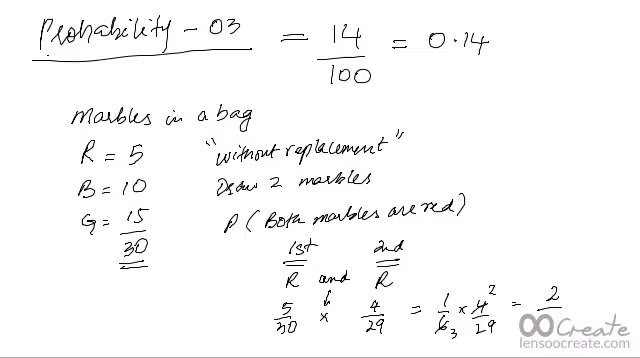 Probability - 03 = 14/100 = 0.14
Marbles in a bag
R = 5 "without replacement"
B = 10 Draw 2 marbles
G = 15 P (Both marbles are red)
30
1st 2nd
R and R
5/30 × 4/29 = 1/6 3 × 4 2/29 = 2
Create
lensoocreate.com